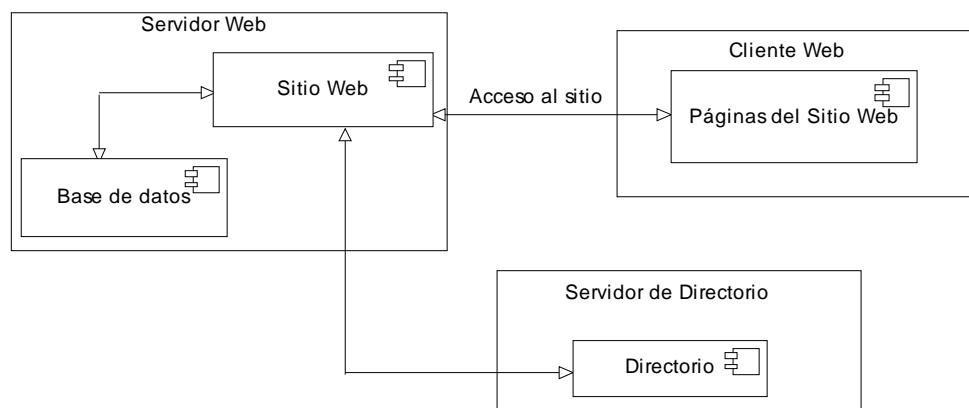 Servidor Web
Sitio Web
Base de datos
Acceso al sitio
Cliente Web
Páginas del Sitio Web
Servidor de Directorio
Directorio